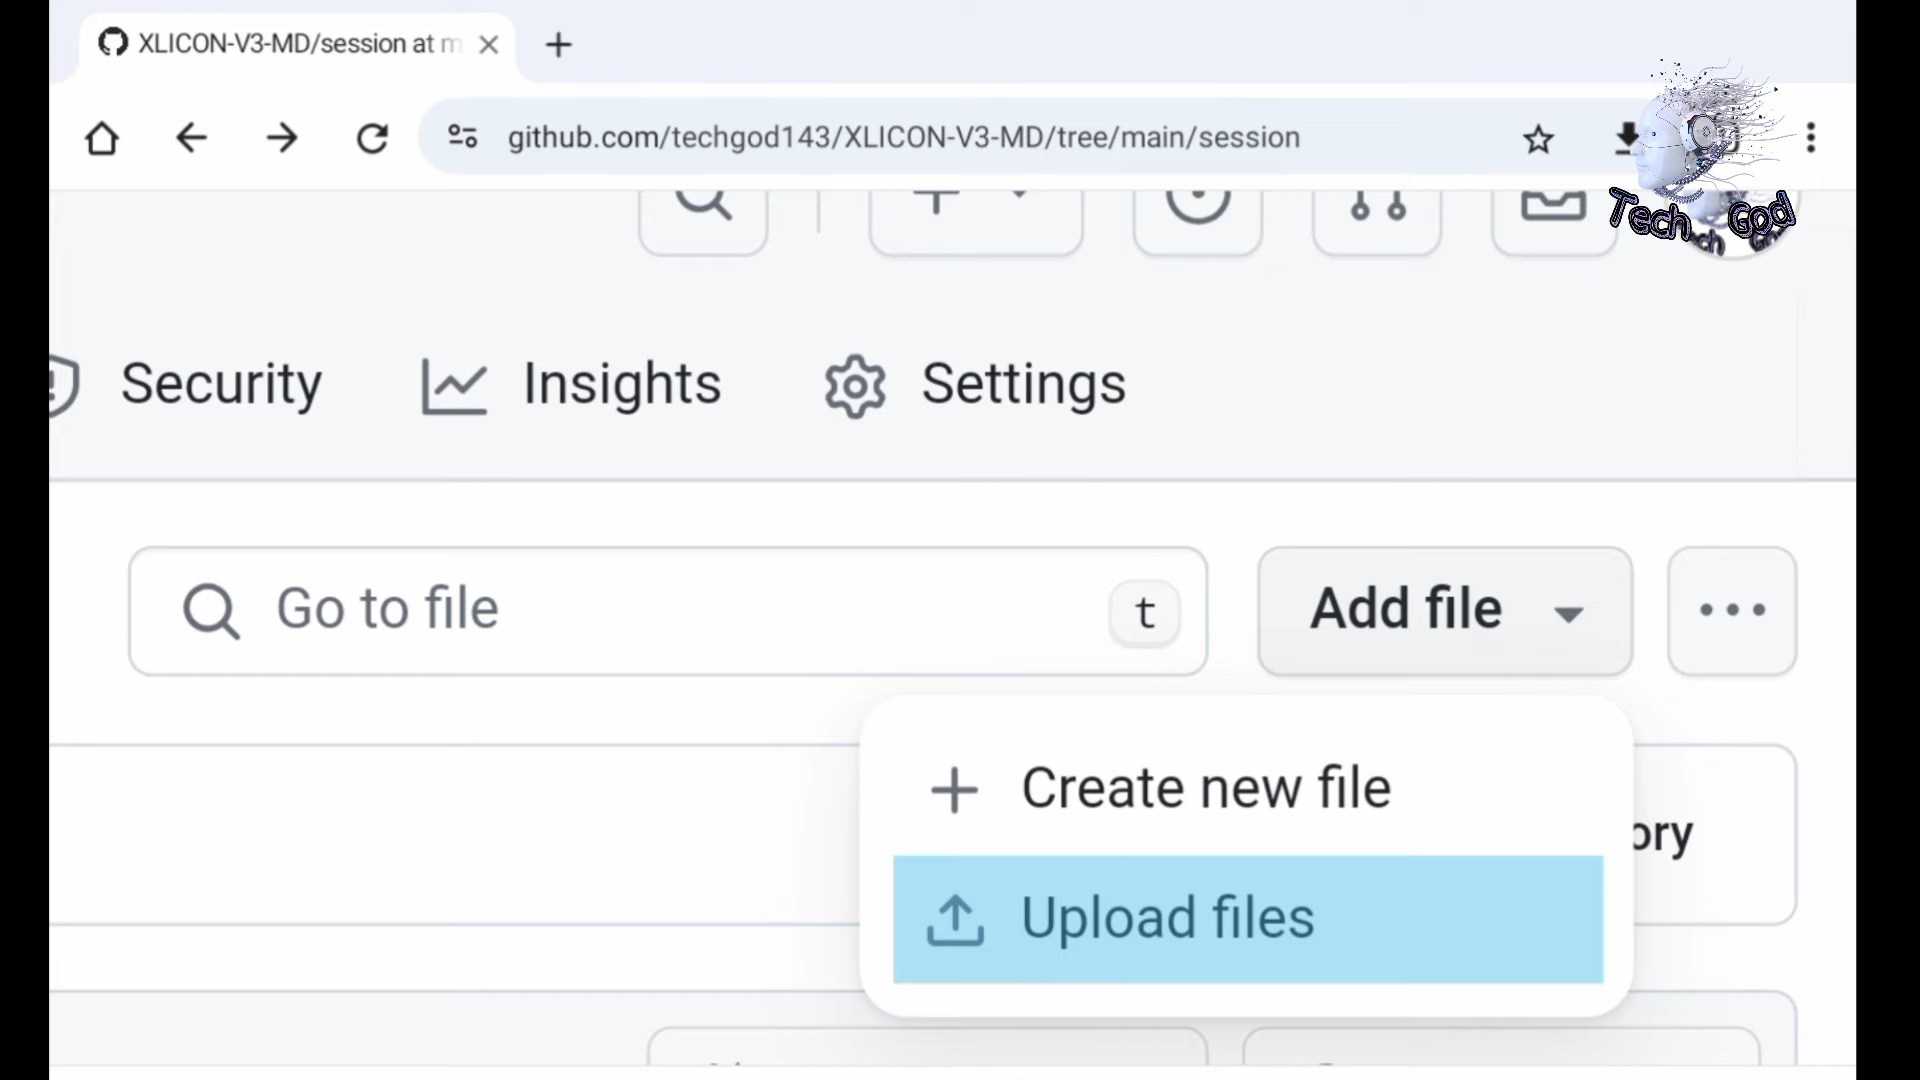 XLICON-V3-MD/session at m
github.com/techgod143/XLICON-V3-MD/tree/main/session
Tech God
Security
Insights
Settings
Go to file
t
Add file
Create new file
ory
Upload files